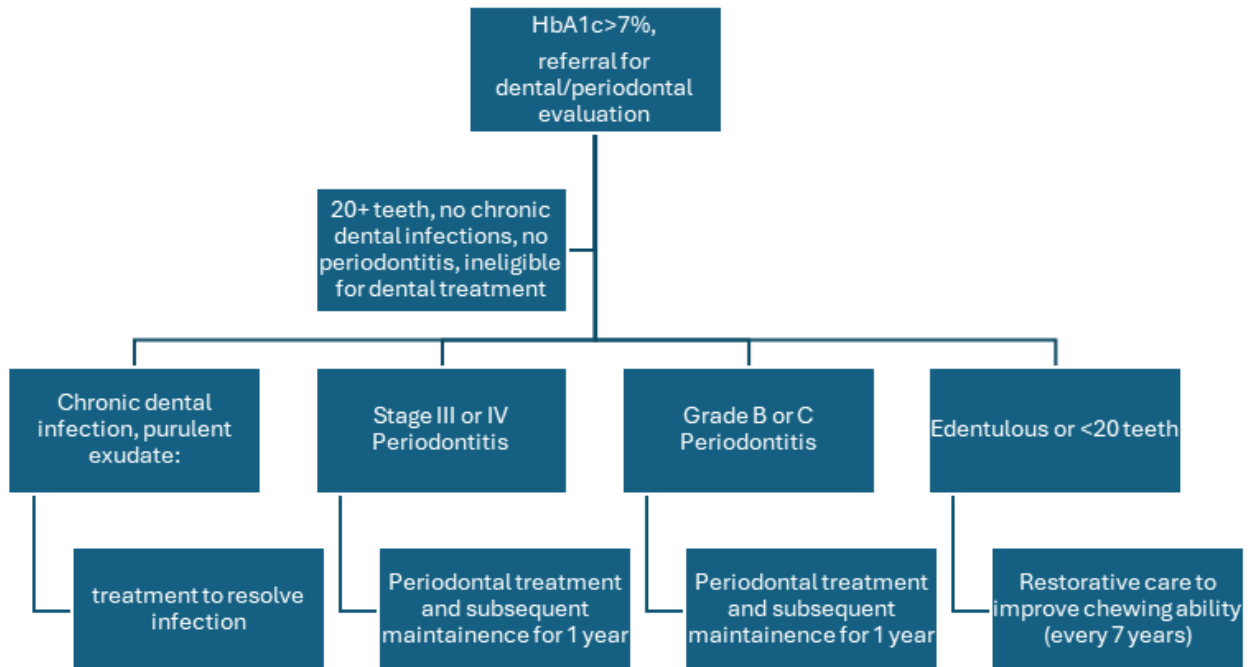 HbA1c>7%,
referral for
dental/periodontal
evaluation
20+ teeth, no chronic
dental infections, no
periodontitis, ineligible
for dental treatment
Chronic dental
infection, purulent
exudate:
Stage III or IV
Periodontitis
Grade B or C
Periodontitis
Edentulous or <20 teeth
treatment to resolve
infection
Periodontal treatment
and subsequent
maintainence for 1 year
Periodontal treatment
and subsequent
maintainence for 1 year
Restorative care to
improve chewing ability
(every 7 years)